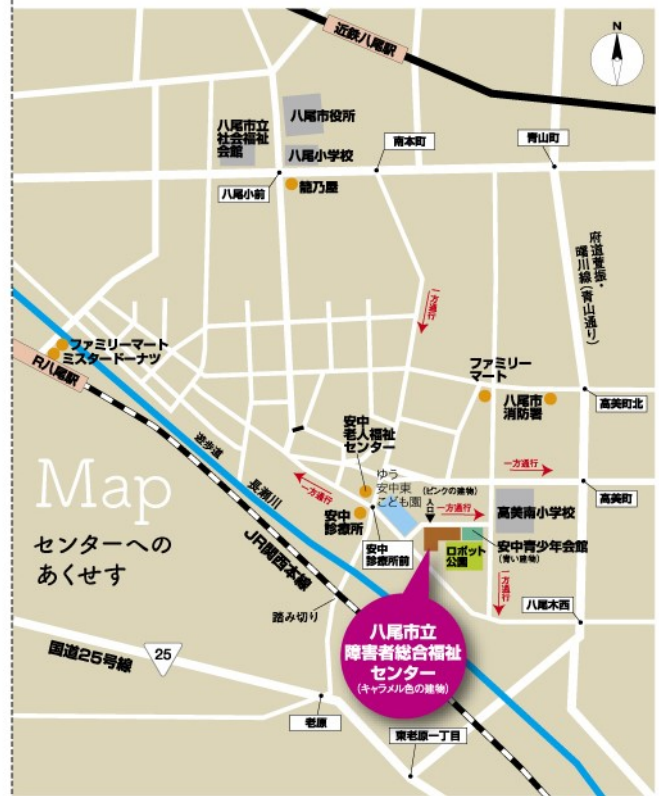 近鉄八尾駅
N
八尾市役所
八尾市立
社会福祉
会館
八尾小学校
南本町
青山町
八尾小前
龍乃屋
府道萱振・
曙川線(青山通り)
一方通行
ファミリーマート
ミスタードーナツ
R八尾駅
ファミリー
マート
八尾市
消防署
高美町北
安中
老人福祉
センター
遊歩道
一方通行
一方通行
ゆう
安中東
こども園
(ピンクの建物)
入口
一方通行
高美町
高美南小学校
Map
センターへの
あくせす
長瀬川
安中
診療所
安中
診療所前
ロボット
公園
安中青少年会館
(青い建物)
一方通行
JR関西本線
踏み切り
八尾木西
八尾市立
障害者総合福祉
センター
(キャラメル色の建物)
国道25号線
25
老原
東老原一丁目